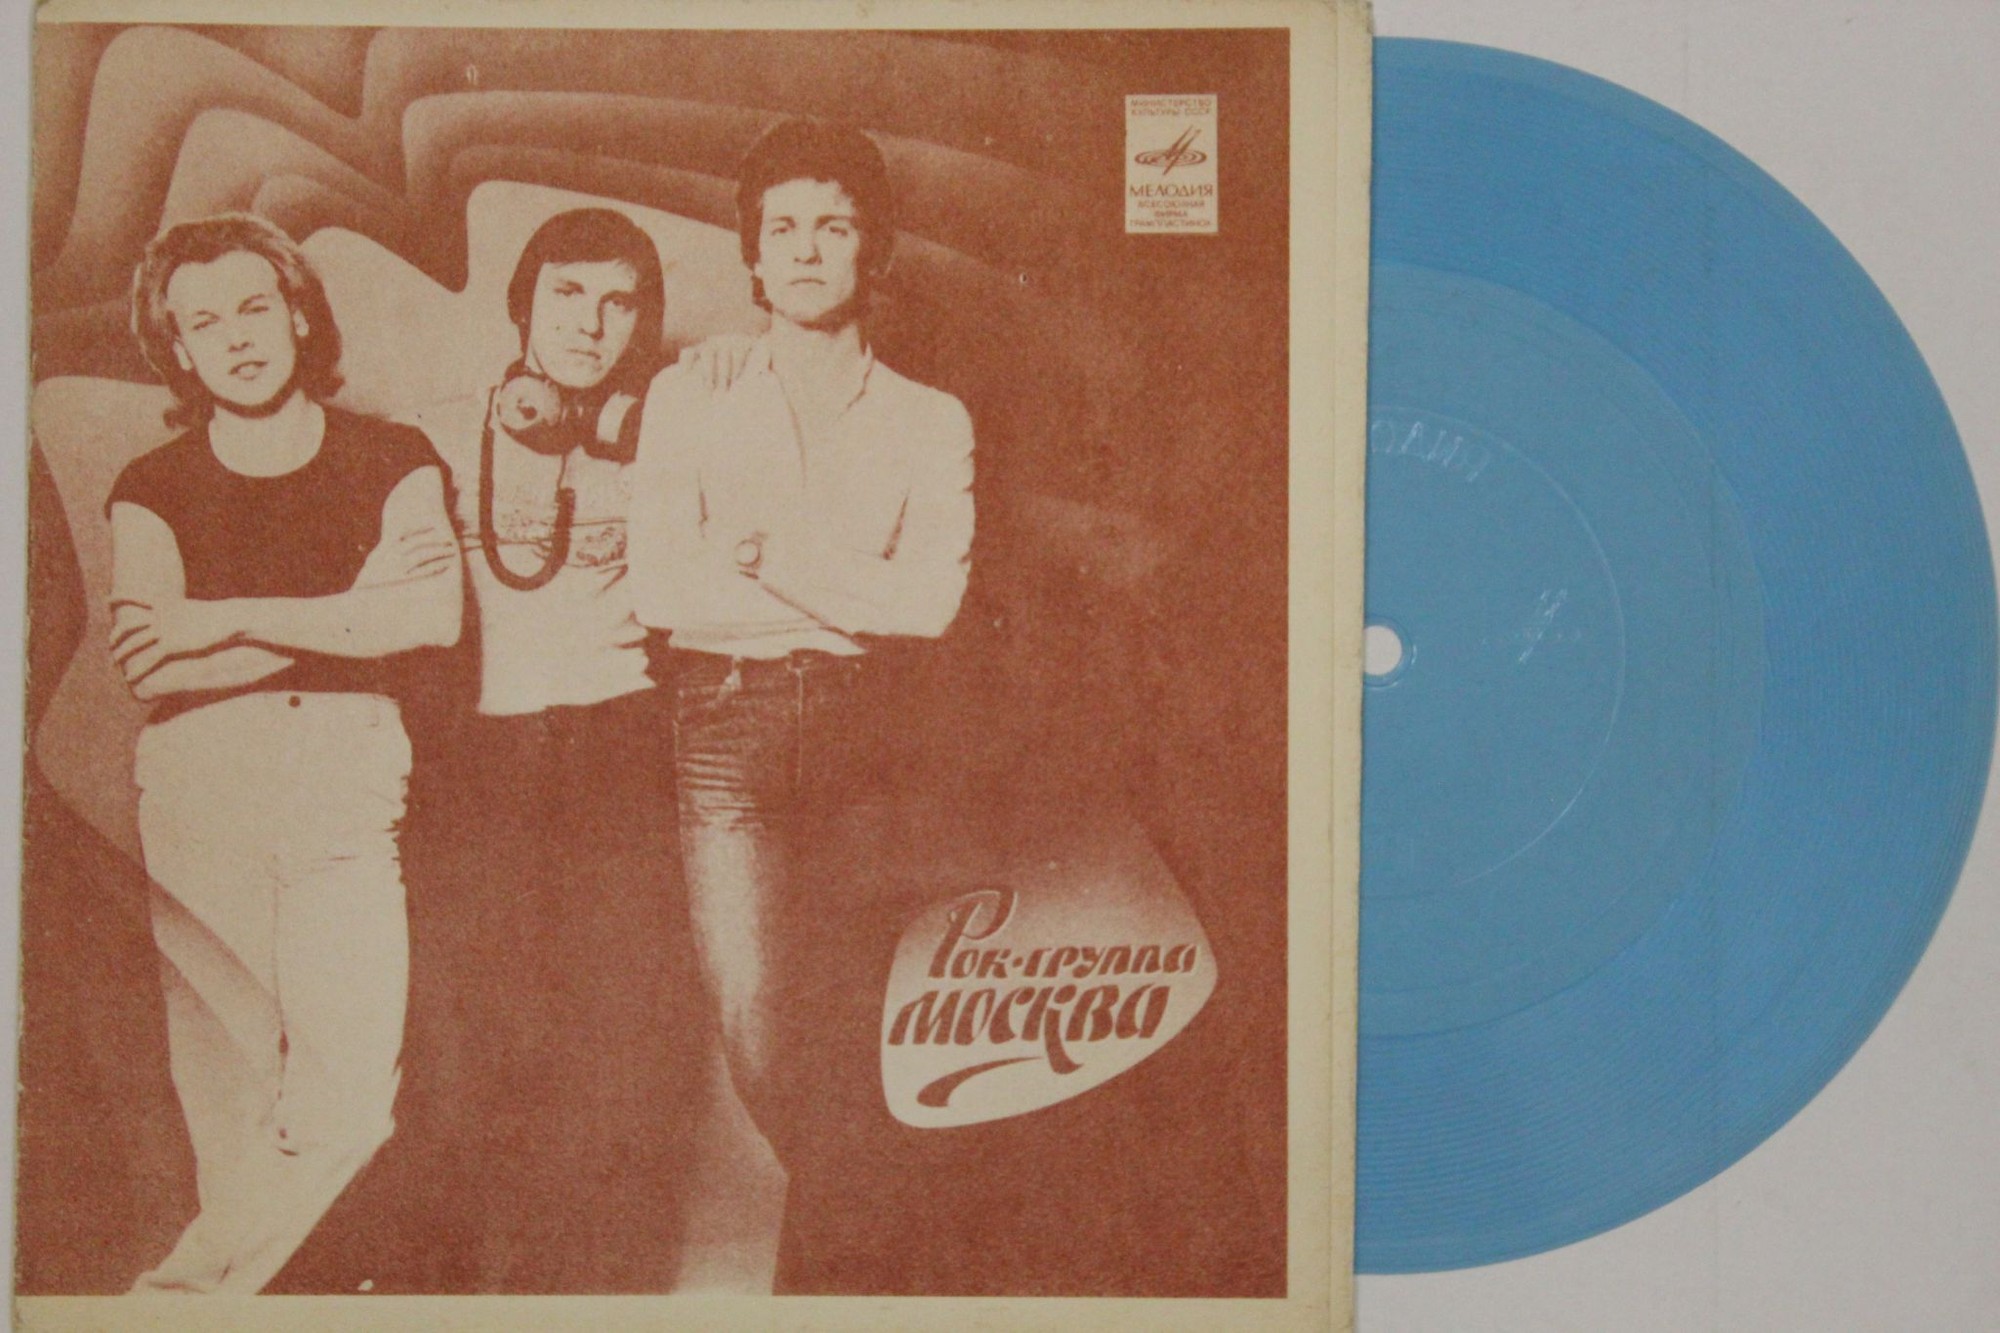 МИНИСТЕРСТВО
КУЛЬТУРЫ СССР
МЕЛОДИЯ
ВСЕСОЮЗНАЯ
ФИРМА
ГРАМПЛАСТИНОК
Рок-группа
МОСКВА